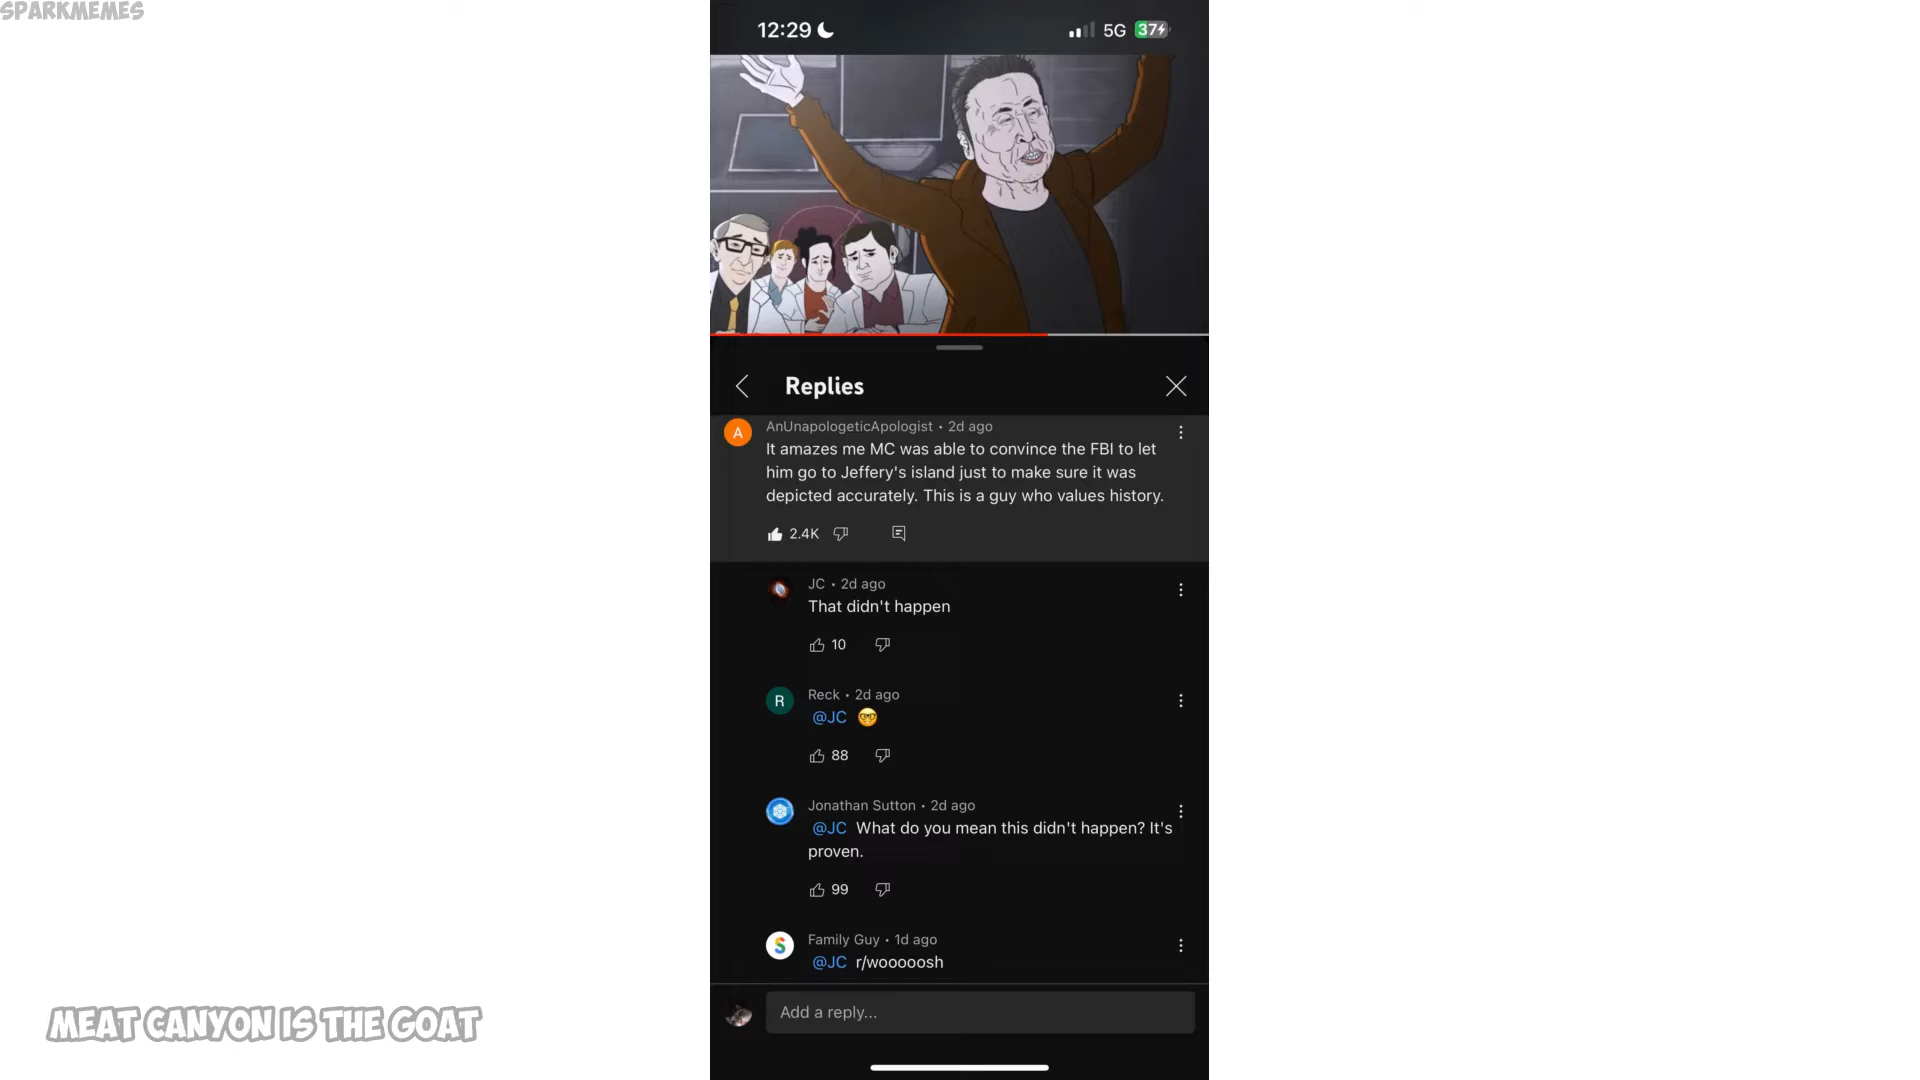 SPARKMEMES
12:29
5G
37
Replies
A
AnUnapologeticApologist • 2d ago
It amazes me MC was able to convince the FBI to let
him go to Jeffery's island just to make sure it was
depicted accurately. This is a guy who values history.
2.4K
JC • 2d ago
That didn't happen
10
R
Reck • 2d ago
@JC 🤓
88
Jonathan Sutton • 2d ago
@JC What do you mean this didn't happen? It's
proven.
99
S
Family Guy • 1d ago
@JC r/wooooosh
Add a reply...
MEAT CANYON IS THE GOAT